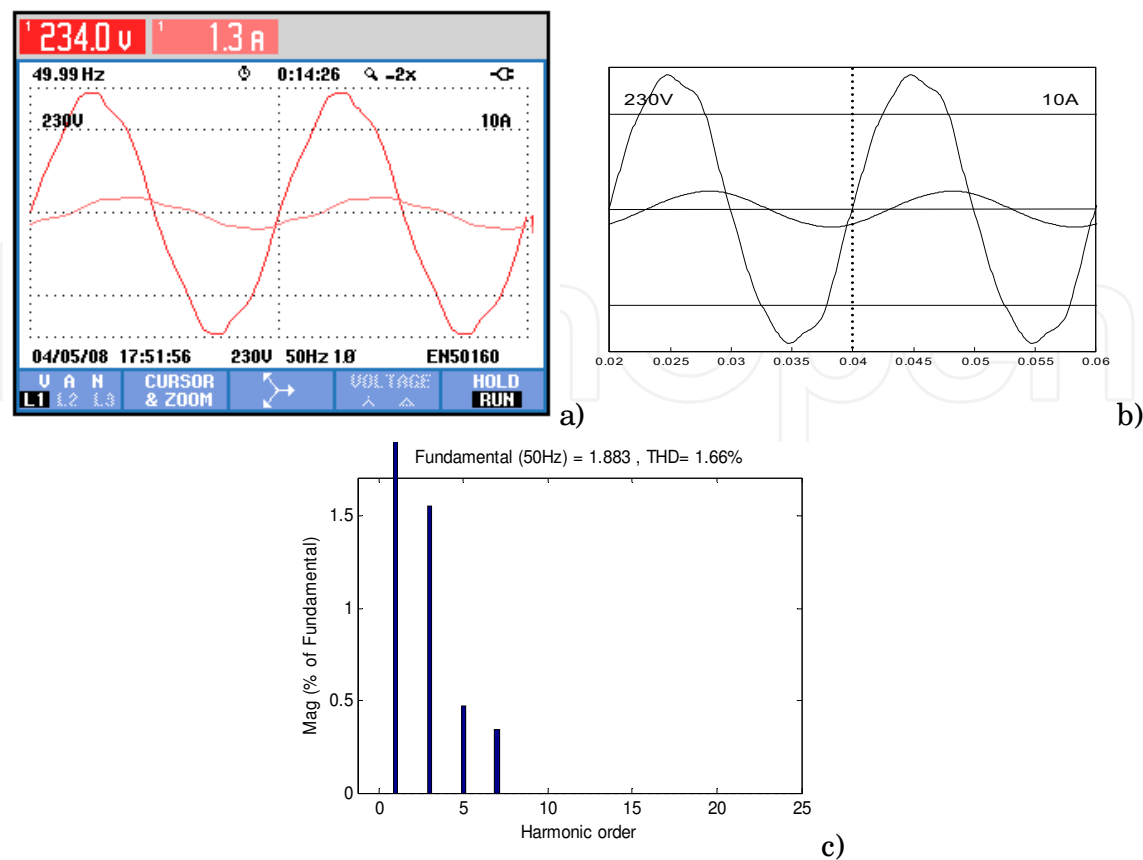 1 234.0 V 1 1.3 A
49.99 Hz 0:14:26 -2x
230V 10A
1
04/05/08 17:51:56 230V 50Hz 1Ø EN50160
V A N CURSOR VOLTAGE HOLD
L1 L2 L3 & ZOOM RUN
a)
230V 10A
0.02 0.025 0.03 0.035 0.04 0.045 0.05 0.055 0.06
b)
Fundamental (50Hz) = 1.883 , THD= 1.66%
Mag (% of Fundamental)
1.5
1
0.5
0
0 5 10 15 20 25
Harmonic order
c)